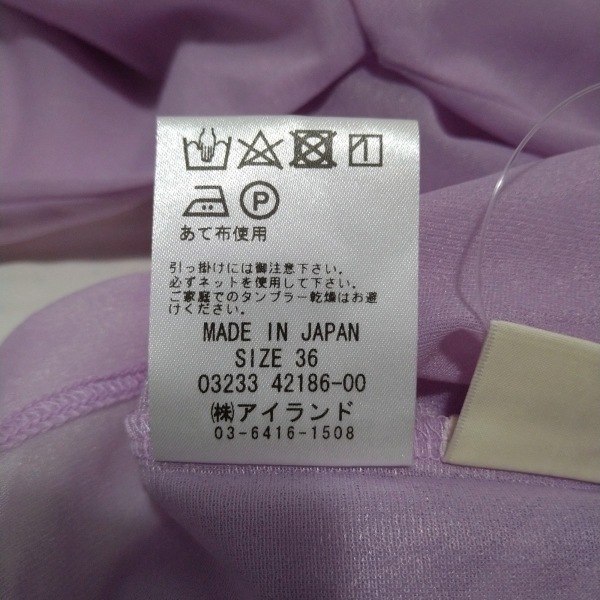 P
あて布使用
引っ掛けには御注意下さい。
必ずネットを使用して下さい。
ご家庭でのタンブラー乾燥はお避
けください。
MADE IN JAPAN
SIZE 36
03233 42186-00
㈱アイランド
03-6416-1508